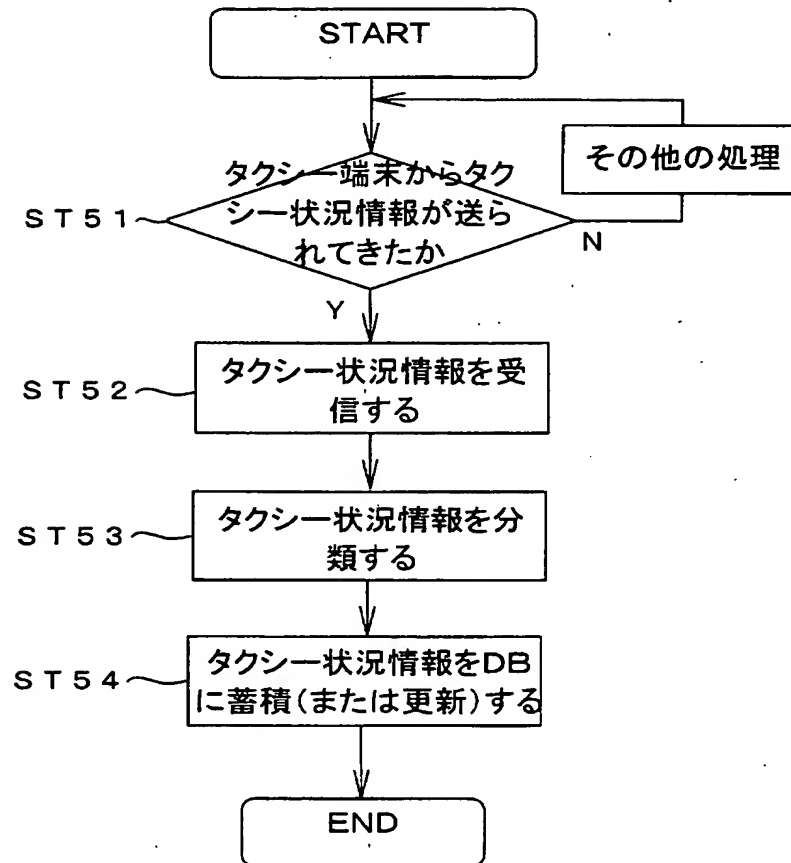 START
その他の処理
タクシー端末からタク
シー状況情報が送ら
れてきたか
ST51
N
Y
タクシー状況情報を受
信する
ST52
タクシー状況情報を分
類する
ST53
タクシー状況情報をDB
に蓄積(または更新)する
ST54
END